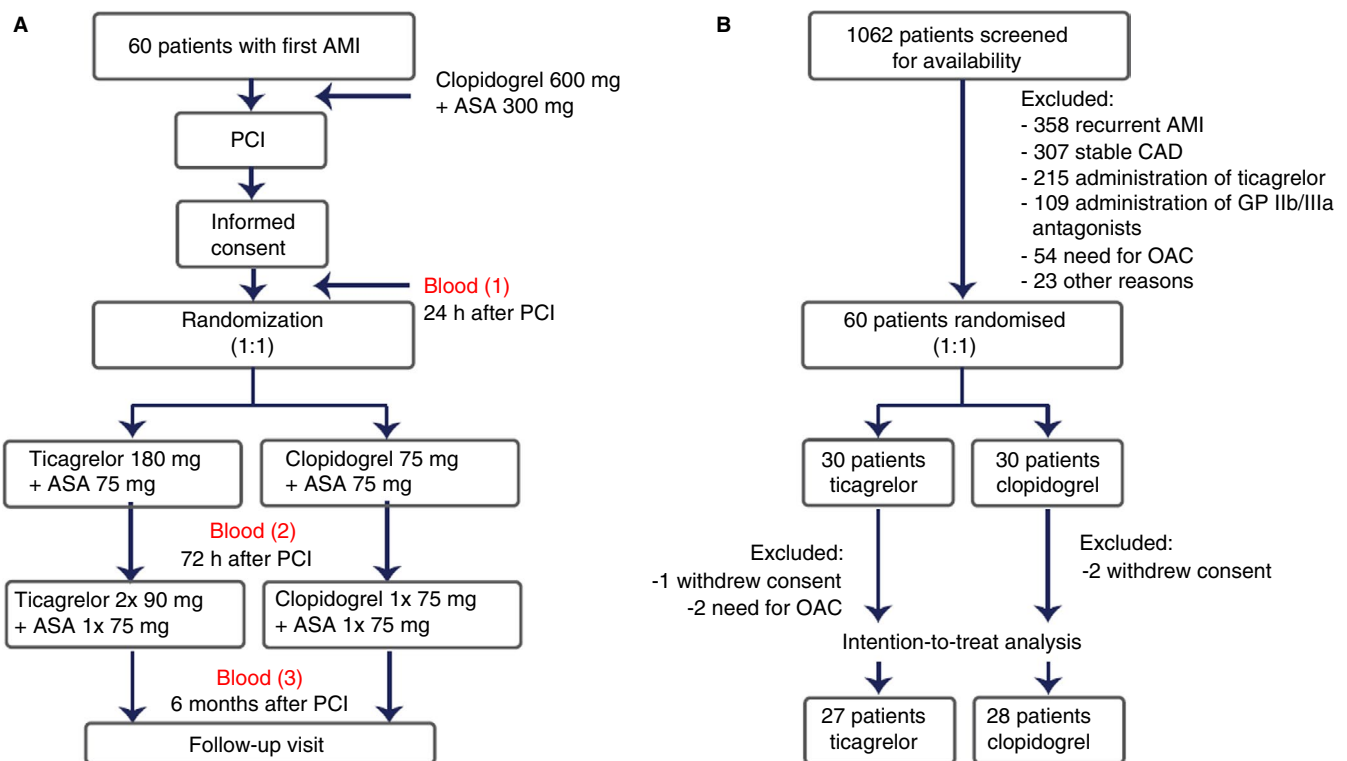 A
60 patients with first AMI
Clopidogrel 600 mg
+ ASA 300 mg
PCI
Informed
consent
Blood (1)
24 h after PCI
Randomization
(1:1)
Ticagrelor 180 mg
+ ASA 75 mg
Clopidogrel 75 mg
+ ASA 75 mg
Blood (2)
72 h after PCI
Ticagrelor 2x 90 mg
+ ASA 1x 75 mg
Clopidogrel 1x 75 mg
+ ASA 1x 75 mg
Blood (3)
6 months after PCI
Follow-up visit
B
1062 patients screened
for availability
Excluded:
- 358 recurrent AMI
- 307 stable CAD
- 215 administration of ticagrelor
- 109 administration of GP IIb/IIIa
antagonists
- 54 need for OAC
- 23 other reasons
60 patients randomised
(1:1)
30 patients
ticagrelor
30 patients
clopidogrel
Excluded:
-1 withdrew consent
-2 need for OAC
Excluded:
-2 withdrew consent
Intention-to-treat analysis
27 patients
ticagrelor
28 patients
clopidogrel